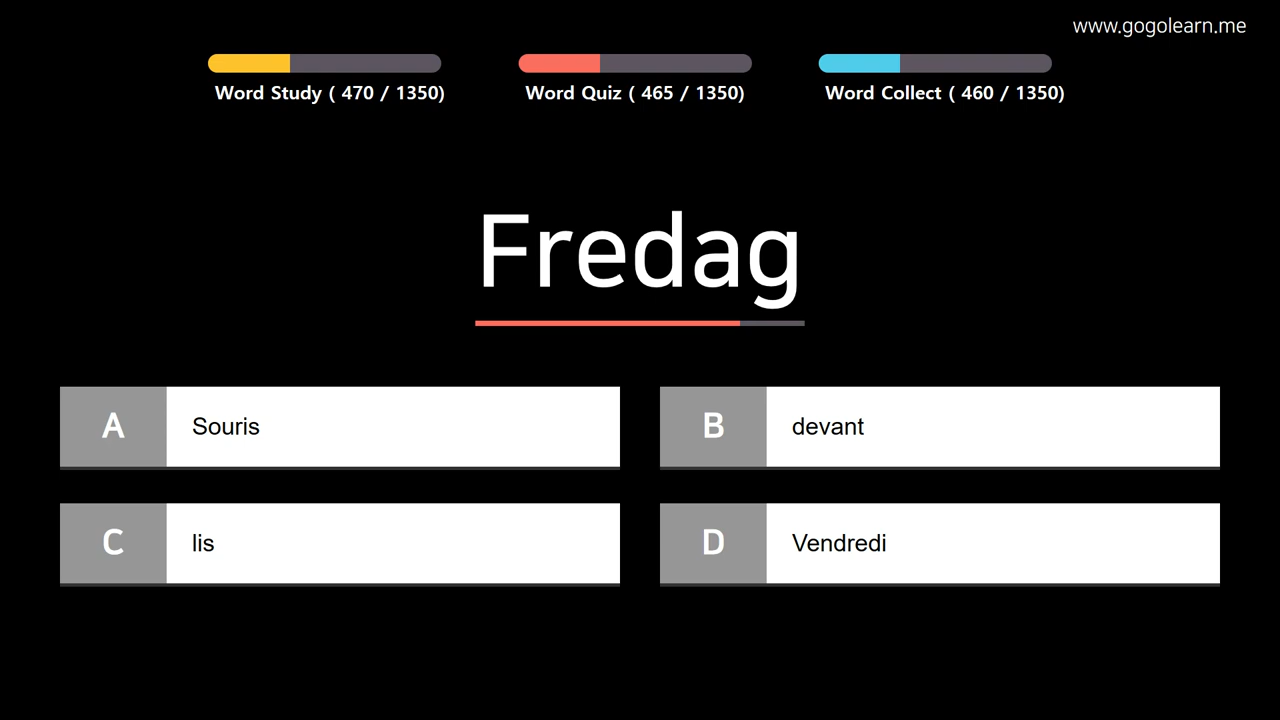 www.gogolearn.me
Word Study ( 470 / 1350)
Word Quiz ( 465 / 1350)
Word Collect ( 460 / 1350)
Fredag
A Souris
B devant
C lis
D Vendredi